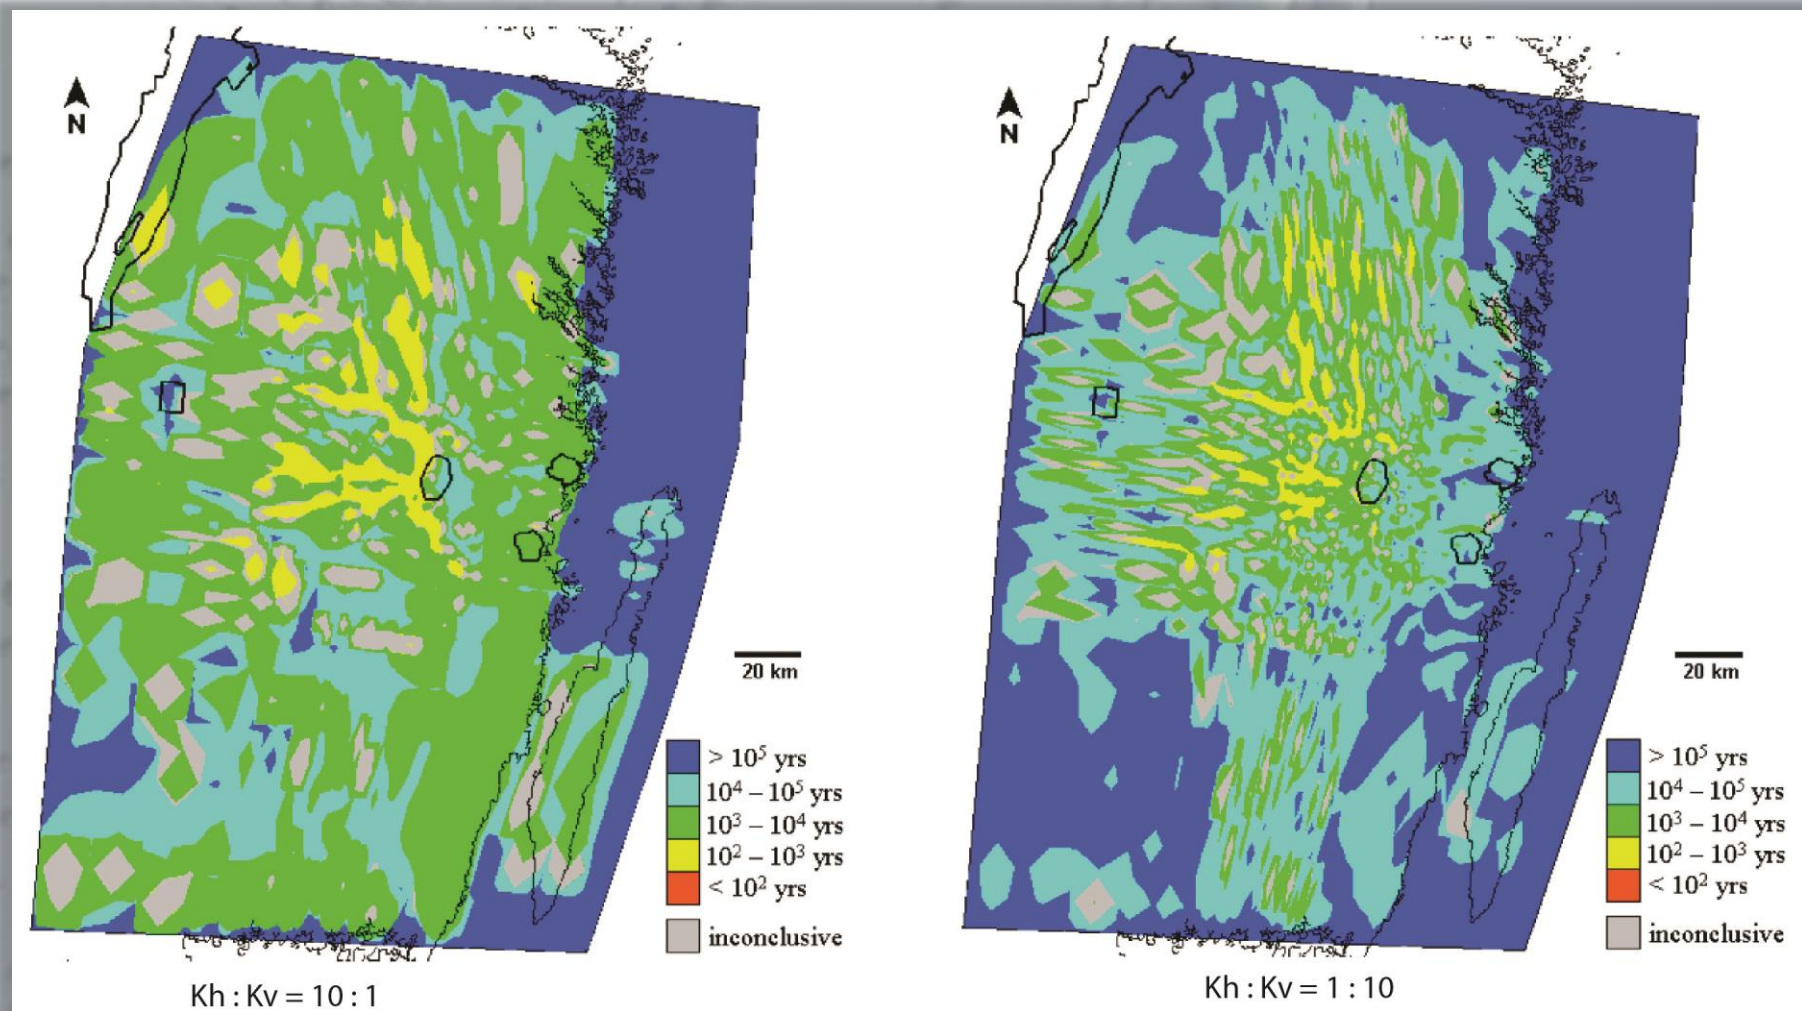 N
20 km
> 10⁵ yrs
10⁴ – 10⁵ yrs
10³ – 10⁴ yrs
10² – 10³ yrs
< 10² yrs
inconclusive
Kh : Kv = 10 : 1
N
20 km
> 10⁵ yrs
10⁴ – 10⁵ yrs
10³ – 10⁴ yrs
10² – 10³ yrs
< 10² yrs
inconclusive
Kh : Kv = 1 : 10